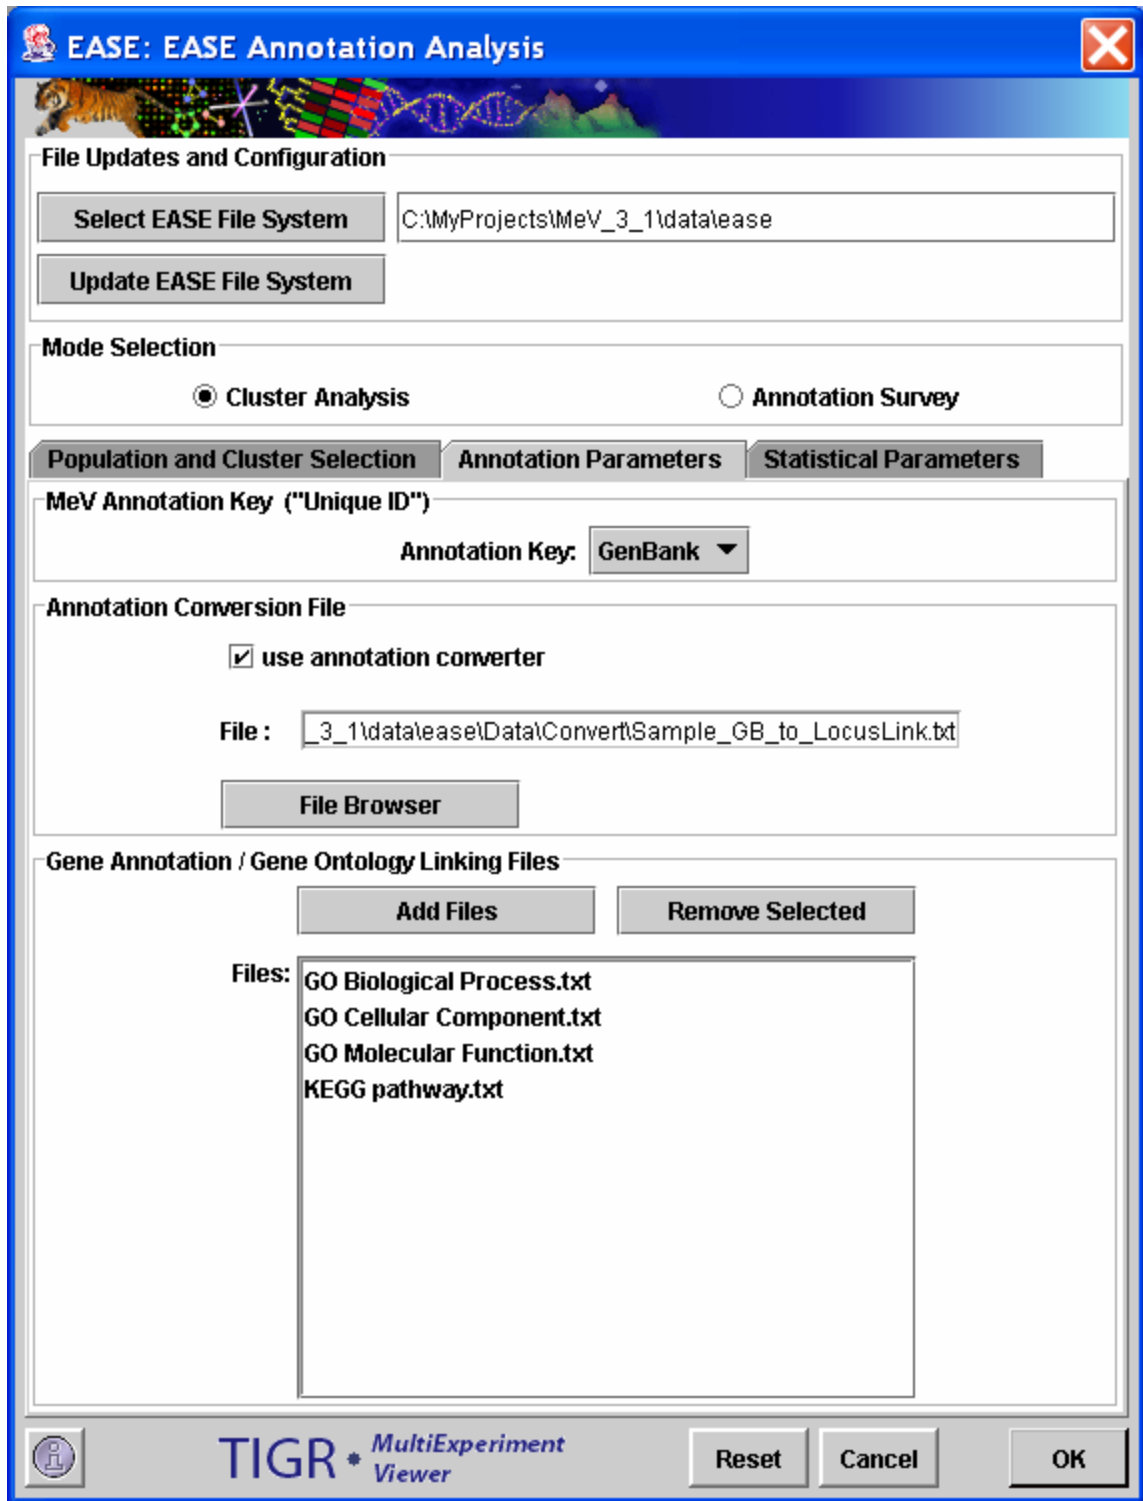 EASE: EASE Annotation Analysis
File Updates and Configuration
Select EASE File System C:\MyProjects\MeV_3_1\data\ease
Update EASE File System
Mode Selection
Cluster Analysis Annotation Survey
Population and Cluster Selection Annotation Parameters Statistical Parameters
MeV Annotation Key ("Unique ID")
Annotation Key: GenBank
Annotation Conversion File
use annotation converter
File : _3_1\data\ease\Data\Convert\Sample_GB_to_LocusLink.txt
File Browser
Gene Annotation / Gene Ontology Linking Files
Add Files Remove Selected
Files: GO Biological Process.txt
GO Cellular Component.txt
GO Molecular Function.txt
KEGG pathway.txt
TIGR MultiExperiment Viewer Reset Cancel OK